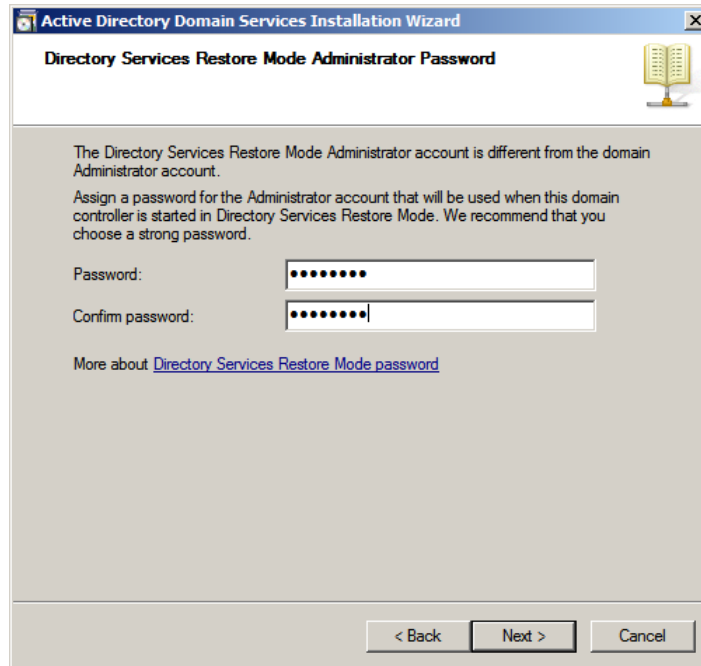 Active Directory Domain Services Installation Wizard
Directory Services Restore Mode Administrator Password
The Directory Services Restore Mode Administrator account is different from the domain
Administrator account.
Assign a password for the Administrator account that will be used when this domain
controller is started in Directory Services Restore Mode. We recommend that you
choose a strong password.
Password: ●●●●●●●●
Confirm password: ●●●●●●●●
More about Directory Services Restore Mode password
< Back Next > Cancel